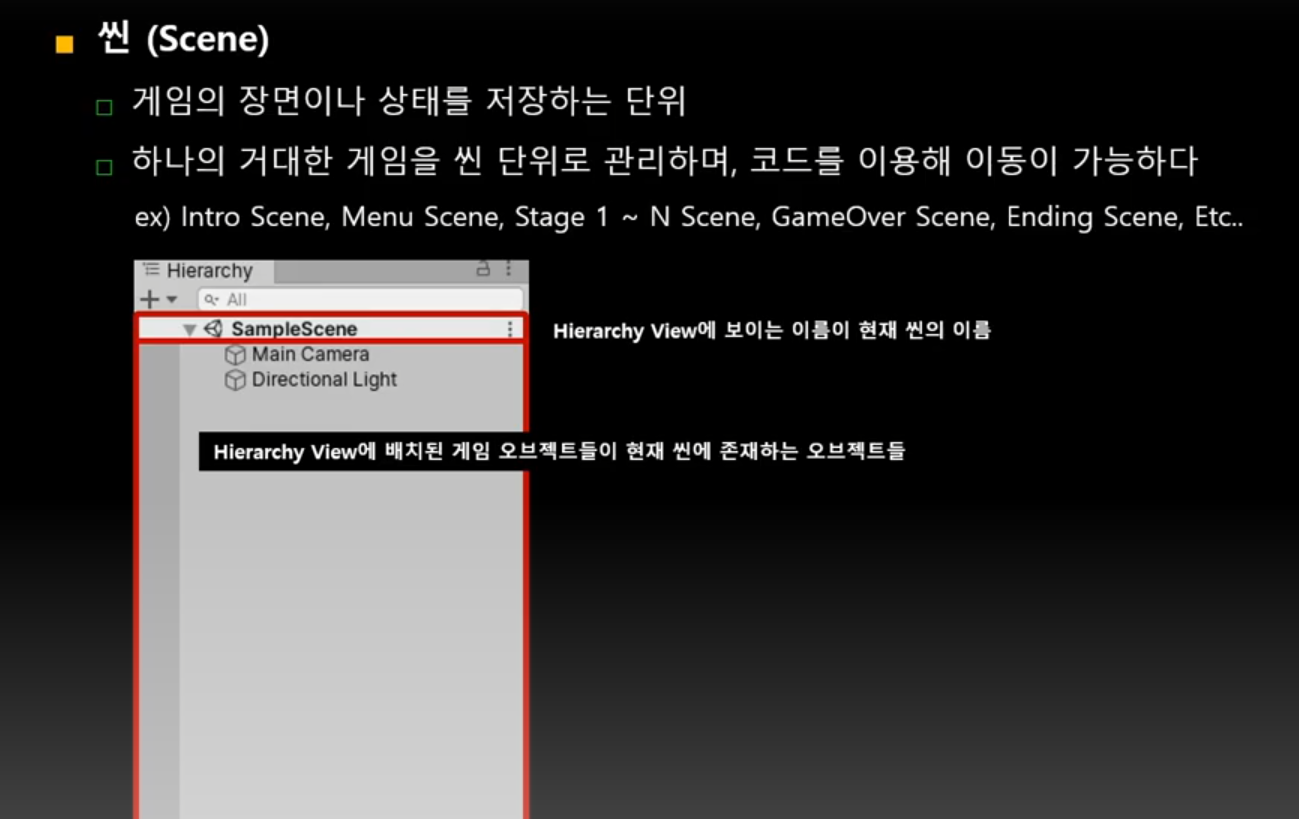 씬 (Scene)
게임의 장면이나 상태를 저장하는 단위
하나의 거대한 게임을 씬 단위로 관리하며, 코드를 이용해 이동이 가능하다
ex) Intro Scene, Menu Scene, Stage 1 ~ N Scene, GameOver Scene, Ending Scene, Etc..
Hierarchy
All
SampleScene
Hierarchy View에 보이는 이름이 현재 씬의 이름
Main Camera
Directional Light
Hierarchy View에 배치된 게임 오브젝트들이 현재 씬에 존재하는 오브젝트들